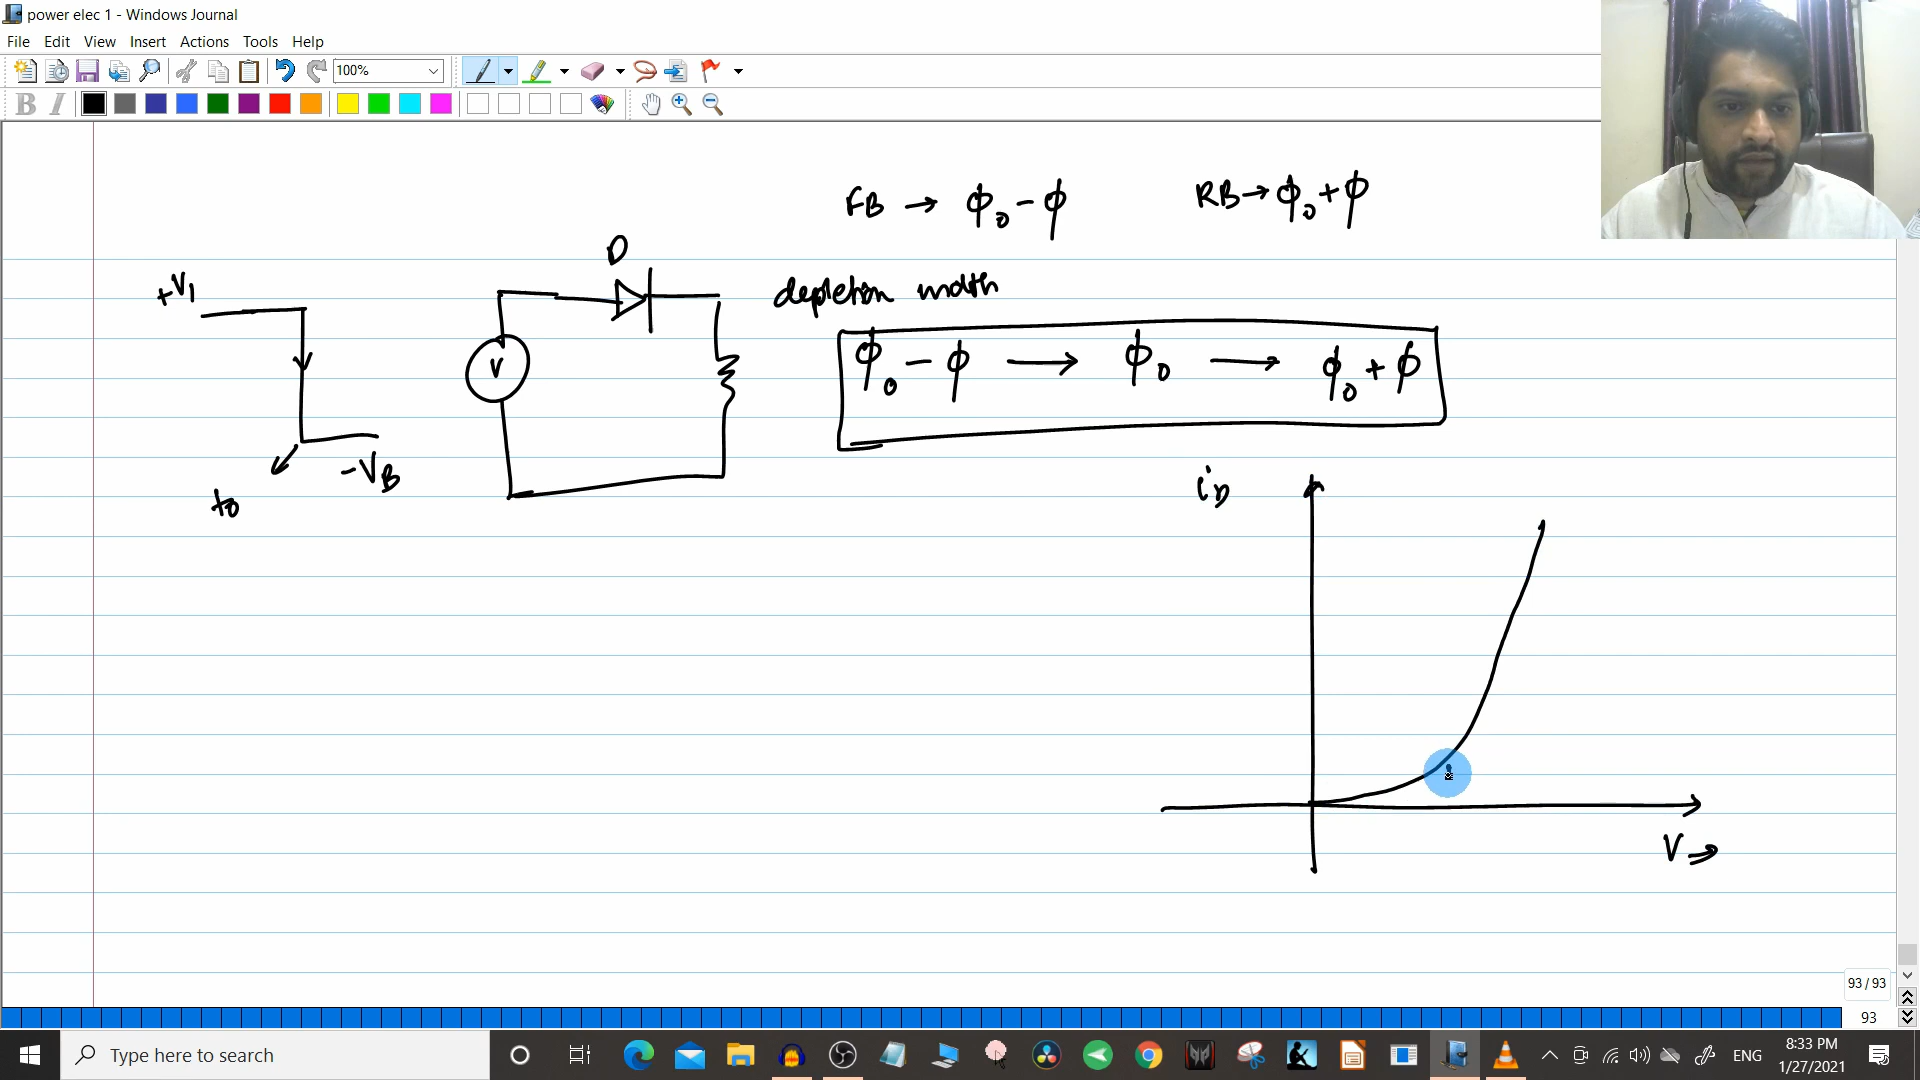 power elec 1 - Windows Journal
File Edit View Insert Actions Tools Help
100%
B I
FB → ϕ₀ - ϕ RB → ϕ₀ + ϕ
D
+V₁
depletion width
V
ϕ₀ - ϕ → ϕ₀ → ϕ₀ + ϕ
-V_B
t₀
i_D
V ⇒
93 / 93
93
Type here to search
ENG
8:33 PM
1/27/2021